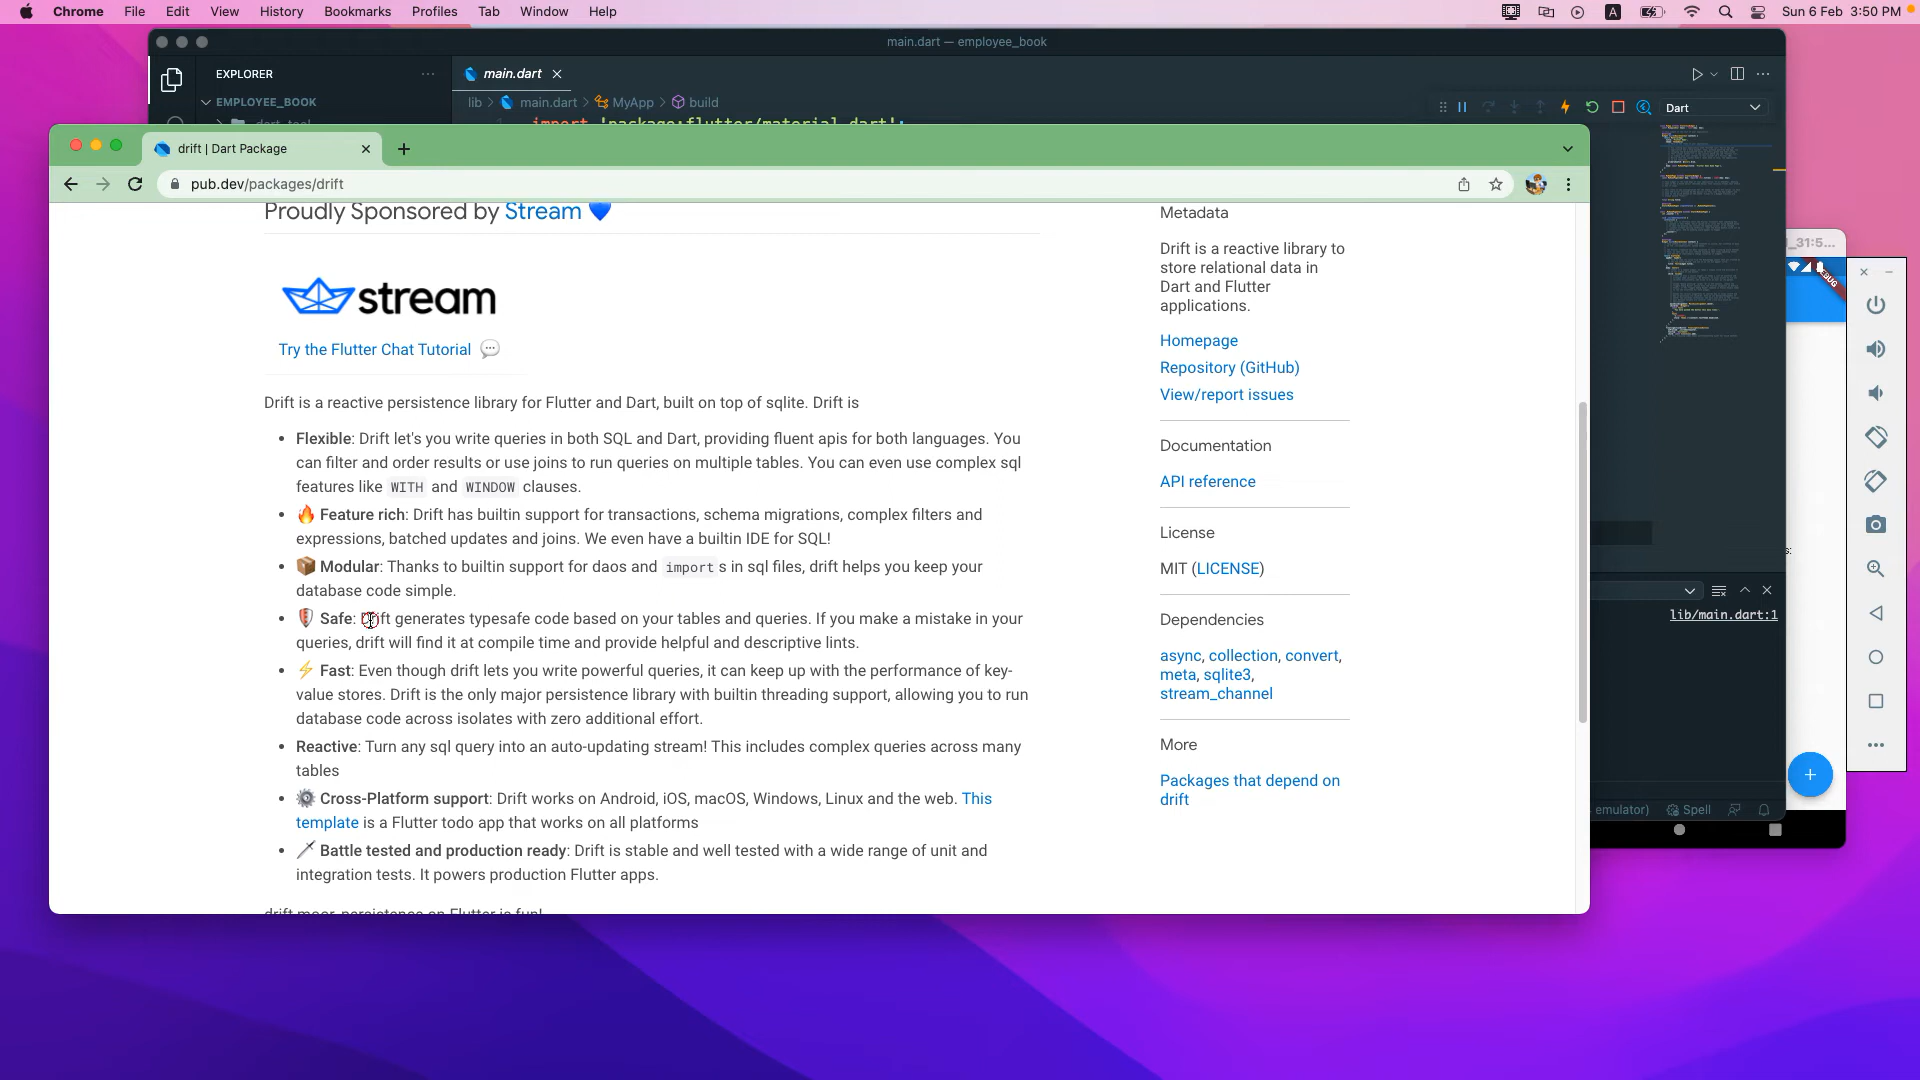 Chrome File Edit View History Bookmarks Profiles Tab Window Help
A Sun 6 Feb 3:50 PM
main.dart — employee_book
EXPLORER
main.dart
EMPLOYEE_BOOK
lib > main.dart > MyApp > build
Dart
import 'package:flutter/material.dart';
drift | Dart Package
pub.dev/packages/drift
Proudly Sponsored by Stream
stream
Try the Flutter Chat Tutorial
Drift is a reactive persistence library for Flutter and Dart, built on top of sqlite. Drift is
Flexible: Drift let's you write queries in both SQL and Dart, providing fluent apis for both languages. You
can filter and order results or use joins to run queries on multiple tables. You can even use complex sql
features like WITH and WINDOW clauses.
🔥 Feature rich: Drift has builtin support for transactions, schema migrations, complex filters and
expressions, batched updates and joins. We even have a builtin IDE for SQL!
📦 Modular: Thanks to builtin support for daos and imports in sql files, drift helps you keep your
database code simple.
Safe: Drift generates typesafe code based on your tables and queries. If you make a mistake in your
queries, drift will find it at compile time and provide helpful and descriptive lints.
⚡ Fast: Even though drift lets you write powerful queries, it can keep up with the performance of key-
value stores. Drift is the only major persistence library with builtin threading support, allowing you to run
database code across isolates with zero additional effort.
Reactive: Turn any sql query into an auto-updating stream! This includes complex queries across many
tables
Cross-Platform support: Drift works on Android, iOS, macOS, Windows, Linux and the web. This
template is a Flutter todo app that works on all platforms
Battle tested and production ready: Drift is stable and well tested with a wide range of unit and
integration tests. It powers production Flutter apps.
Metadata
Drift is a reactive library to
store relational data in
Dart and Flutter
applications.
Homepage
Repository (GitHub)
View/report issues
Documentation
API reference
License
MIT (LICENSE)
Dependencies
async, collection, convert,
meta, sqlite3,
stream_channel
More
Packages that depend on
drift
_31:5...
lib/main.dart:1
emulator) Spell